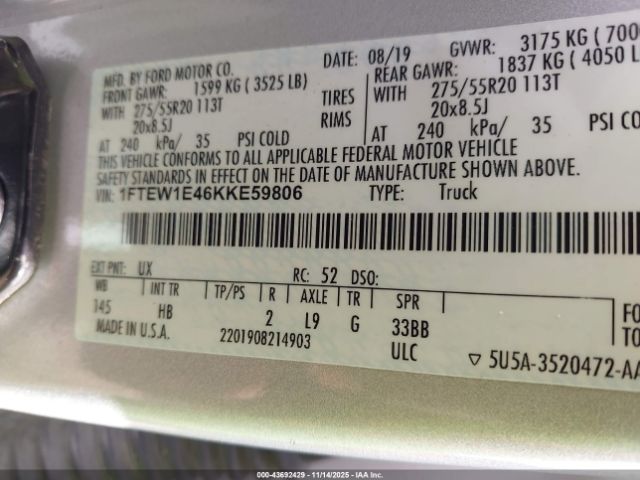 DATE: 08/19 GVWR: 3175 KG ( 700
MFD. BY FORD MOTOR CO.
FRONT GAWR: 1599 KG ( 3525 LB) REAR GAWR: 1837 KG ( 4050 L
WITH 275/55R20 113T TIRES WITH 275/55R20 113T
20x8.5J RIMS 20x8.5J
AT 240 kPa/ 35 PSI COLD AT 240 kPa/ 35 PSI CO
THIS VEHICLE CONFORMS TO ALL APPLICABLE FEDERAL MOTOR VEHICLE
SAFETY STANDARDS IN EFFECT ON THE DATE OF MANUFACTURE SHOWN ABOVE.
VIN: 1FTEW1E46KKE59806 TYPE: Truck
EXT PNT: UX RC: 52 DSO:
WB INT TR TP/PS R AXLE TR SPR
145 HB 2 L9 G 33BB
MADE IN U.S.A. 2201908214903 ULC
FO
TO
▽ 5U5A-3520472-AA
000-43692429 - 11/14/2025 - IAA Inc.